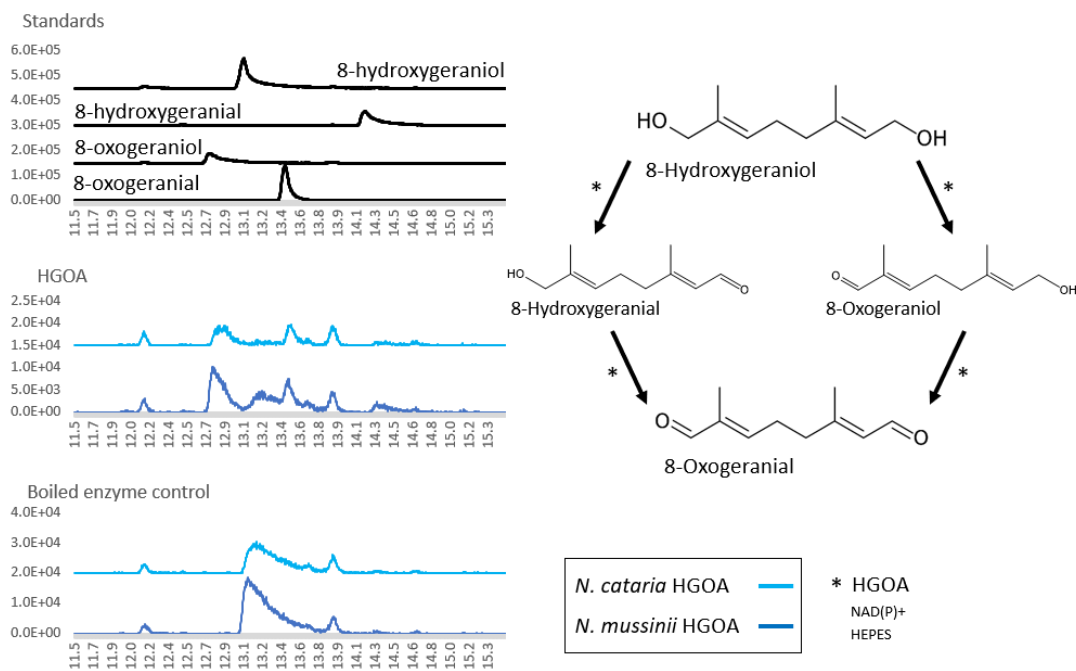 Standards
6.0E+05
5.0E+05
4.0E+05
3.0E+05
2.0E+05
1.0E+05
0.0E+00
8-hydroxygeraniol
8-hydroxygeranial
8-oxogeraniol
8-oxogeranial
11.5 11.7 11.9 12.0 12.2 12.4 12.5 12.7 12.9 13.1 13.2 13.4 13.6 13.8 13.9 14.1 14.3 14.5 14.6 14.8 15.0 15.2 15.3
HGOA
2.5E+04
2.0E+04
1.5E+04
1.0E+04
5.0E+03
0.0E+00
11.5 11.7 11.9 12.0 12.2 12.4 12.5 12.7 12.9 13.1 13.2 13.4 13.6 13.8 13.9 14.1 14.3 14.5 14.6 14.8 15.0 15.2 15.3
Boiled enzyme control
4.0E+04
3.0E+04
2.0E+04
1.0E+04
0.0E+00
11.5 11.7 11.9 12.0 12.2 12.4 12.5 12.7 12.9 13.1 13.2 13.4 13.6 13.8 13.9 14.1 14.3 14.5 14.6 14.8 15.0 15.2 15.3
HO
OH
8-Hydroxygeraniol
*
*
HO
O
8-Hydroxygeranial
O
OH
8-Oxogeraniol
*
*
O
O
8-Oxogeranial
N. cataria HGOA
N. mussinii HGOA
* HGOA
NAD(P)+
HEPES